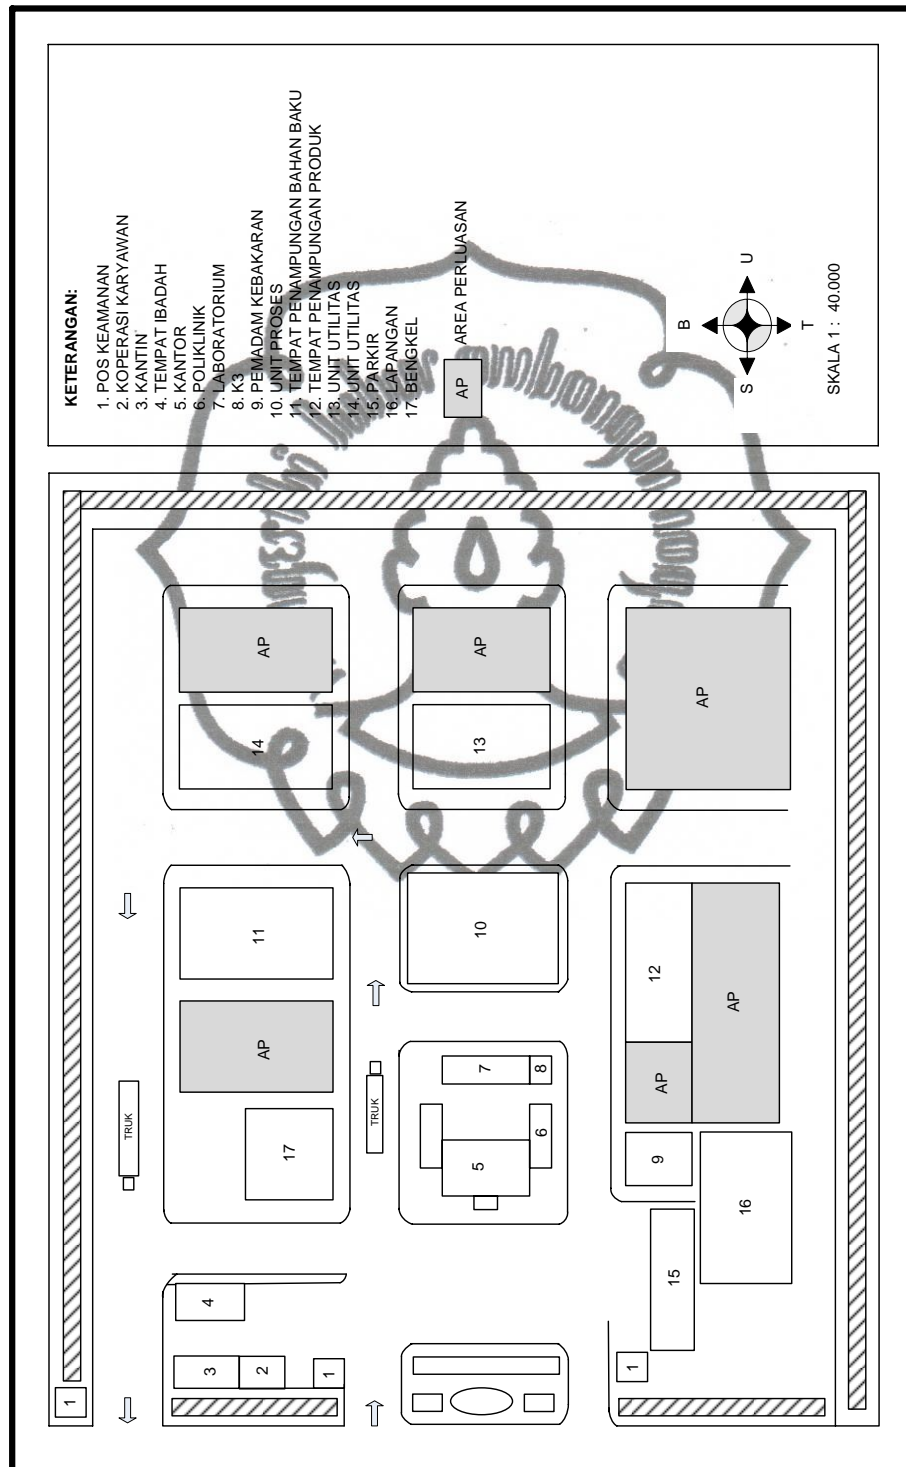 KETERANGAN:
1. POS KEAMANAN
2. KOPERASI KARYAWAN
3. KANTIN
4. TEMPAT IBADAH
5. KANTOR
6. POLIKLINIK
7. LABORATORIUM
8. K3
9. PEMADAM KEBAKARAN
10. UNIT PROSES
11. TEMPAT PENAMPUNGAN BAHAN BAKU
12. TEMPAT PENAMPUNGAN PRODUK
13. UNIT UTILITAS
14. UNIT UTILITAS
15. PARKIR
16. LAPANGAN
17. BENGKEL
AP
AREA PERLUASAN
B
S
U
T
SKALA 1 : 40.000
1
3
2
1
4
TRUK
17
AP
11
14
AP
TRUK
5
6
7
8
10
13
AP
1
15
9
16
AP
12
AP
AP